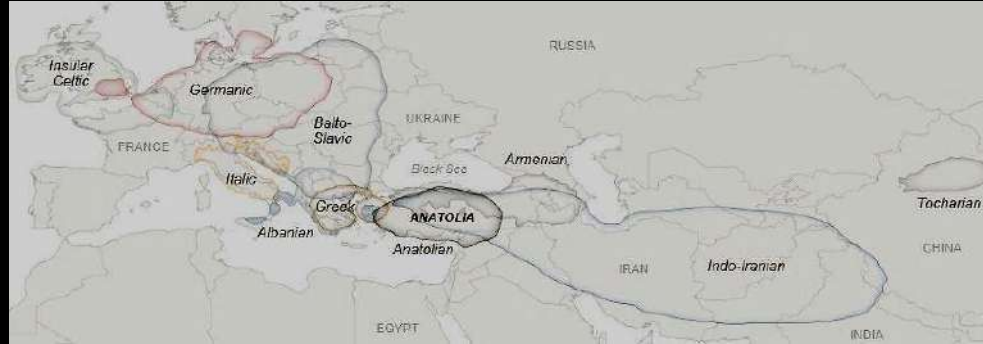 RUSSIA
Insular
Celtic
Germanic
UKRAINE
Balto-
Slavic
FRANCE
Black Sea
Armenian
Italic
Greek
ANATOLIA
Tocharian
Albanian
Anatolian
CHINA
IRAN
Indo-Iranian
EGYPT
INDIA